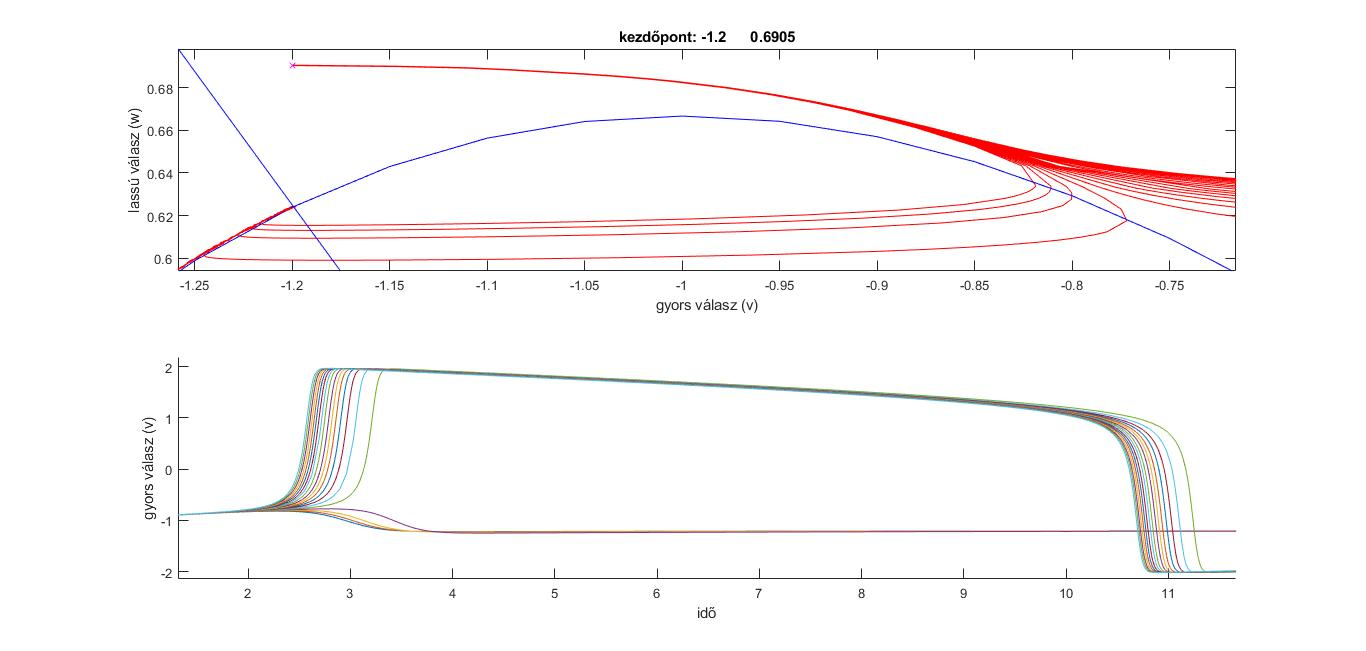 kezdőpont: -1.2 0.6905
lassú válasz (w)
0.68
0.66
0.64
0.62
0.6
-1.25 -1.2 -1.15 -1.1 -1.05 -1 -0.95 -0.9 -0.85 -0.8 -0.75
gyors válasz (v)
gyors válasz (v)
2
1
0
-1
-2
2 3 4 5 6 7 8 9 10 11
idő